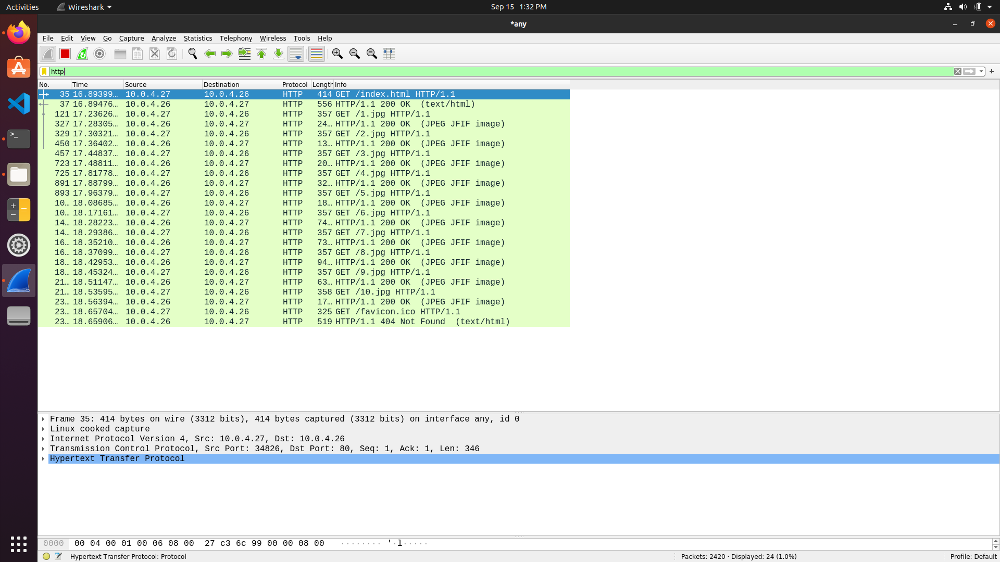 Activities Wireshark Sep 15 1:32 PM
*any
File Edit View Go Capture Analyze Statistics Telephony Wireless Tools Help
http
No. Time Source Destination Protocol Length Info
35 16.89399… 10.0.4.27 10.0.4.26 HTTP 414 GET /index.html HTTP/1.1
37 16.89476… 10.0.4.26 10.0.4.27 HTTP 556 HTTP/1.1 200 OK (text/html)
121 17.23626… 10.0.4.27 10.0.4.26 HTTP 357 GET /1.jpg HTTP/1.1
327 17.28305… 10.0.4.26 10.0.4.27 HTTP 24… HTTP/1.1 200 OK (JPEG JFIF image)
329 17.30321… 10.0.4.27 10.0.4.26 HTTP 357 GET /2.jpg HTTP/1.1
450 17.36402… 10.0.4.26 10.0.4.27 HTTP 13… HTTP/1.1 200 OK (JPEG JFIF image)
457 17.44837… 10.0.4.27 10.0.4.26 HTTP 357 GET /3.jpg HTTP/1.1
723 17.48811… 10.0.4.26 10.0.4.27 HTTP 20… HTTP/1.1 200 OK (JPEG JFIF image)
725 17.81778… 10.0.4.27 10.0.4.26 HTTP 357 GET /4.jpg HTTP/1.1
891 17.88799… 10.0.4.26 10.0.4.27 HTTP 32… HTTP/1.1 200 OK (JPEG JFIF image)
893 17.96379… 10.0.4.27 10.0.4.26 HTTP 357 GET /5.jpg HTTP/1.1
10… 18.08685… 10.0.4.26 10.0.4.27 HTTP 18… HTTP/1.1 200 OK (JPEG JFIF image)
10… 18.17161… 10.0.4.27 10.0.4.26 HTTP 357 GET /6.jpg HTTP/1.1
14… 18.28223… 10.0.4.26 10.0.4.27 HTTP 74… HTTP/1.1 200 OK (JPEG JFIF image)
14… 18.29386… 10.0.4.27 10.0.4.26 HTTP 357 GET /7.jpg HTTP/1.1
16… 18.35210… 10.0.4.26 10.0.4.27 HTTP 73… HTTP/1.1 200 OK (JPEG JFIF image)
16… 18.37099… 10.0.4.27 10.0.4.26 HTTP 357 GET /8.jpg HTTP/1.1
18… 18.42953… 10.0.4.26 10.0.4.27 HTTP 94… HTTP/1.1 200 OK (JPEG JFIF image)
18… 18.45324… 10.0.4.27 10.0.4.26 HTTP 357 GET /9.jpg HTTP/1.1
21… 18.51147… 10.0.4.26 10.0.4.27 HTTP 63… HTTP/1.1 200 OK (JPEG JFIF image)
21… 18.53595… 10.0.4.27 10.0.4.26 HTTP 358 GET /10.jpg HTTP/1.1
23… 18.56394… 10.0.4.26 10.0.4.27 HTTP 17… HTTP/1.1 200 OK (JPEG JFIF image)
23… 18.65704… 10.0.4.27 10.0.4.26 HTTP 325 GET /favicon.ico HTTP/1.1
23… 18.65906… 10.0.4.26 10.0.4.27 HTTP 519 HTTP/1.1 404 Not Found (text/html)
Frame 35: 414 bytes on wire (3312 bits), 414 bytes captured (3312 bits) on interface any, id 0
Linux cooked capture
Internet Protocol Version 4, Src: 10.0.4.27, Dst: 10.0.4.26
Transmission Control Protocol, Src Port: 34826, Dst Port: 80, Seq: 1, Ack: 1, Len: 346
Hypertext Transfer Protocol
0000 00 04 00 01 00 06 08 00 27 c3 6c 99 00 00 08 00 ········ '·l·····
Hypertext Transfer Protocol: Protocol Packets: 2420 · Displayed: 24 (1.0%) Profile: Default